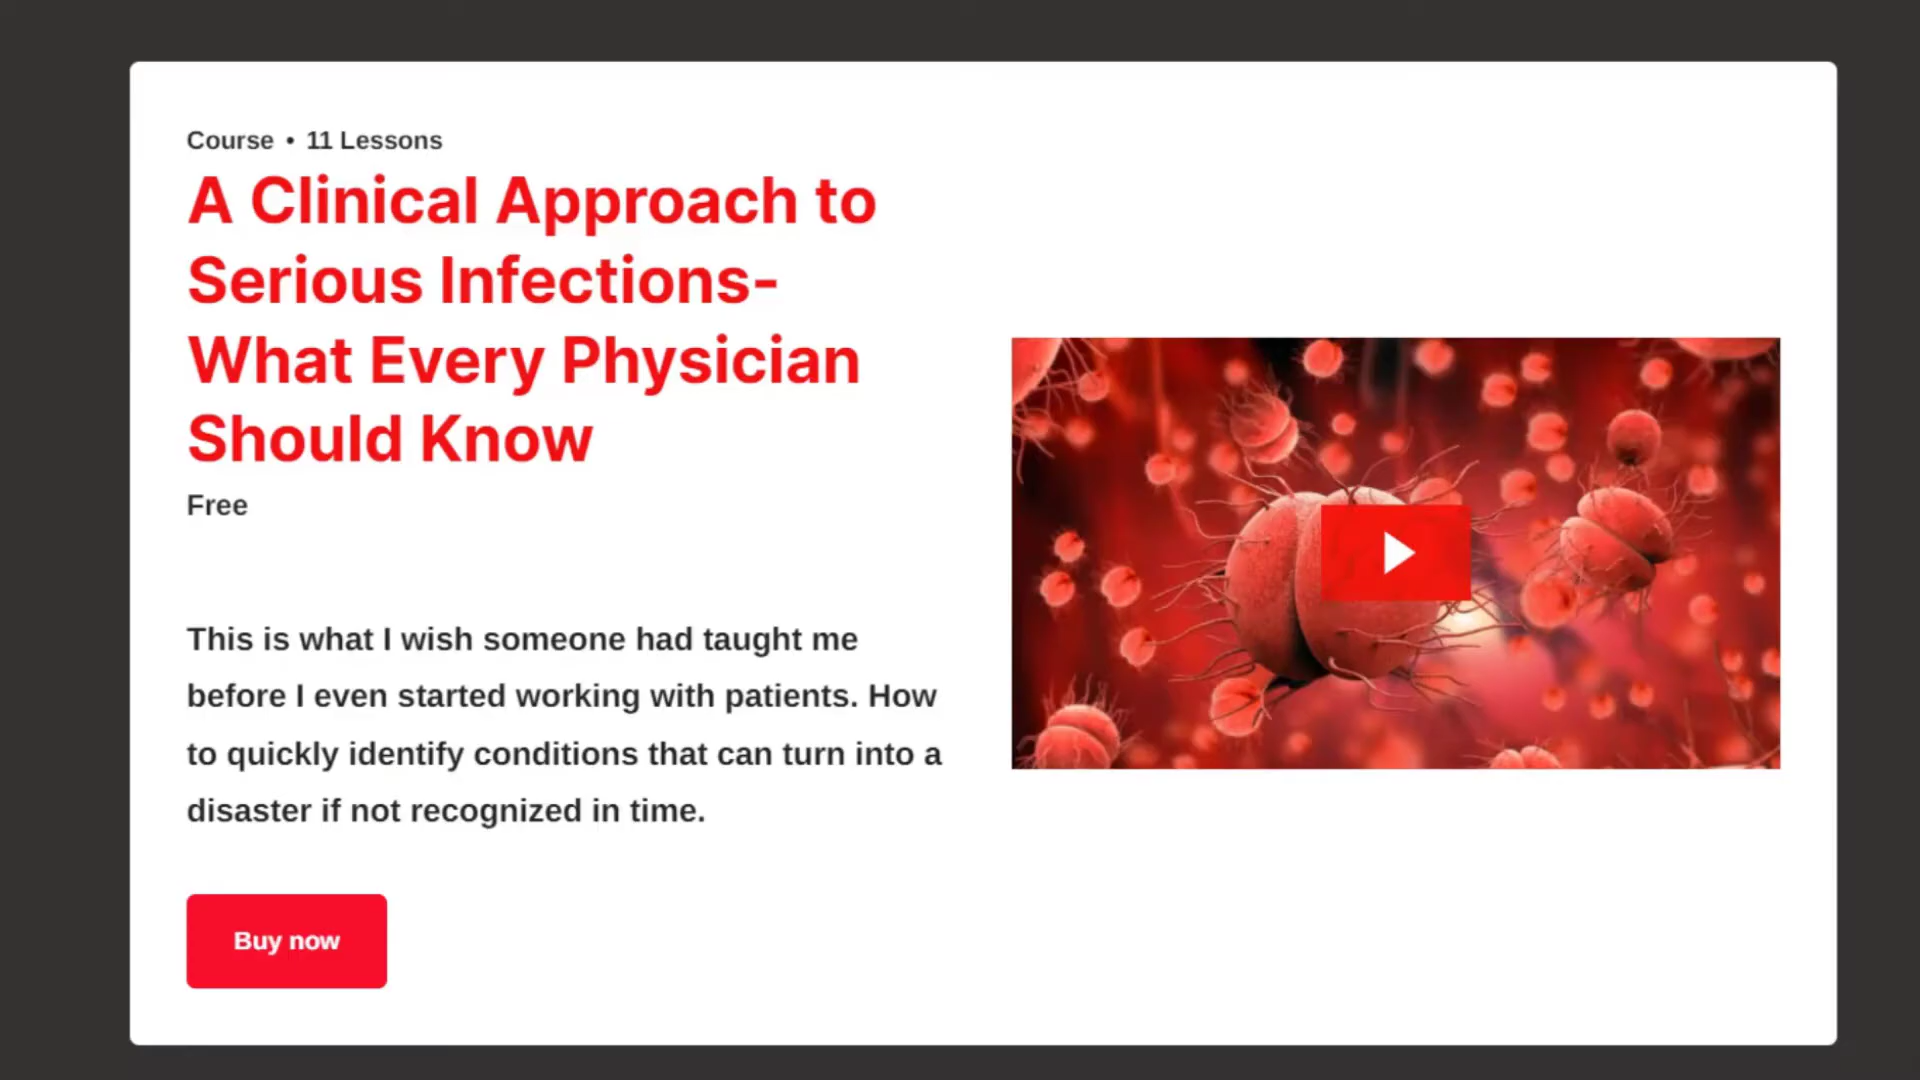 Course • 11 Lessons
A Clinical Approach to
Serious Infections-
What Every Physician
Should Know
Free
This is what I wish someone had taught me
before I even started working with patients. How
to quickly identify conditions that can turn into a
disaster if not recognized in time.
Buy now